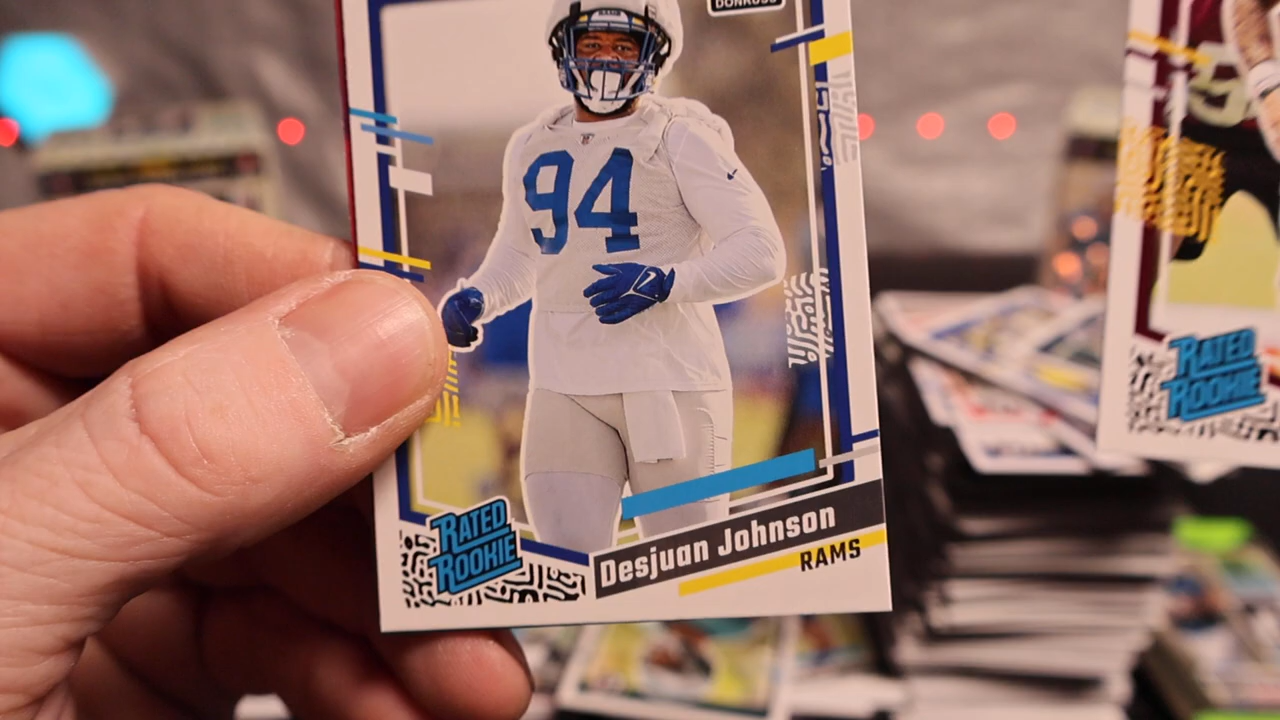 DONRUSS
94
RATED
ROOKIE
Desjuan Johnson
RAMS
RATED
ROOKIE